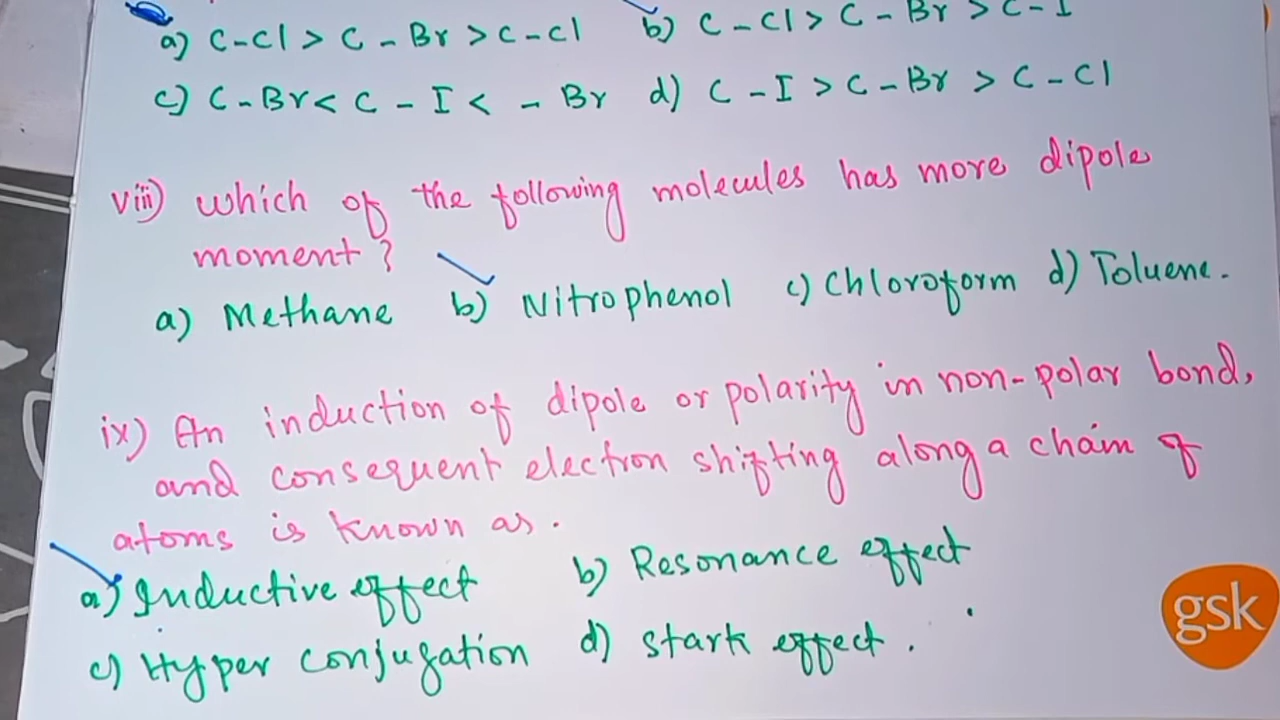 a) C-Cl > C - Br > C-Cl b) C-Cl > C - Br > C-I
c) C-Br < C - I < - Br d) C - I > C - Br > C - Cl
viii) which of the following molecules has more dipole
moment?
a) Methane b) Nitrophenol c) Chloroform d) Toluene.
ix) An induction of dipole or polarity in non-polar bond,
and consequent electron shifting along a chain of
atoms is known as.
a) Inductive effect b) Resonance effect
c) Hyper conjugation d) stark effect.
gsk